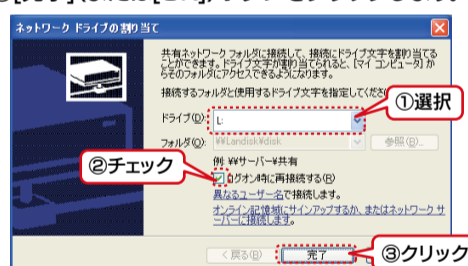 ネットワーク ドライブの割り当て
共有ネットワーク フォルダに接続して、接続にドライブ文字を割り当てる
ことができます。ドライブ文字が割り当てられると、[マイ コンピュータ] か
らそのフォルダにアクセスできるようになります。
接続するフォルダと使用するドライブ文字を指定してくださ
①選択
ドライブ(D):
L:
フォルダ(O):
¥¥Landisk¥disk
参照(B)...
②チェック
例: ¥¥サーバー¥共有
ログオン時に再接続する(R)
異なるユーザー名で接続します。
オンライン記憶域にサインアップするか、またはネットワーク サ
ーバーに接続します。
< 戻る(B)
完了
③クリック